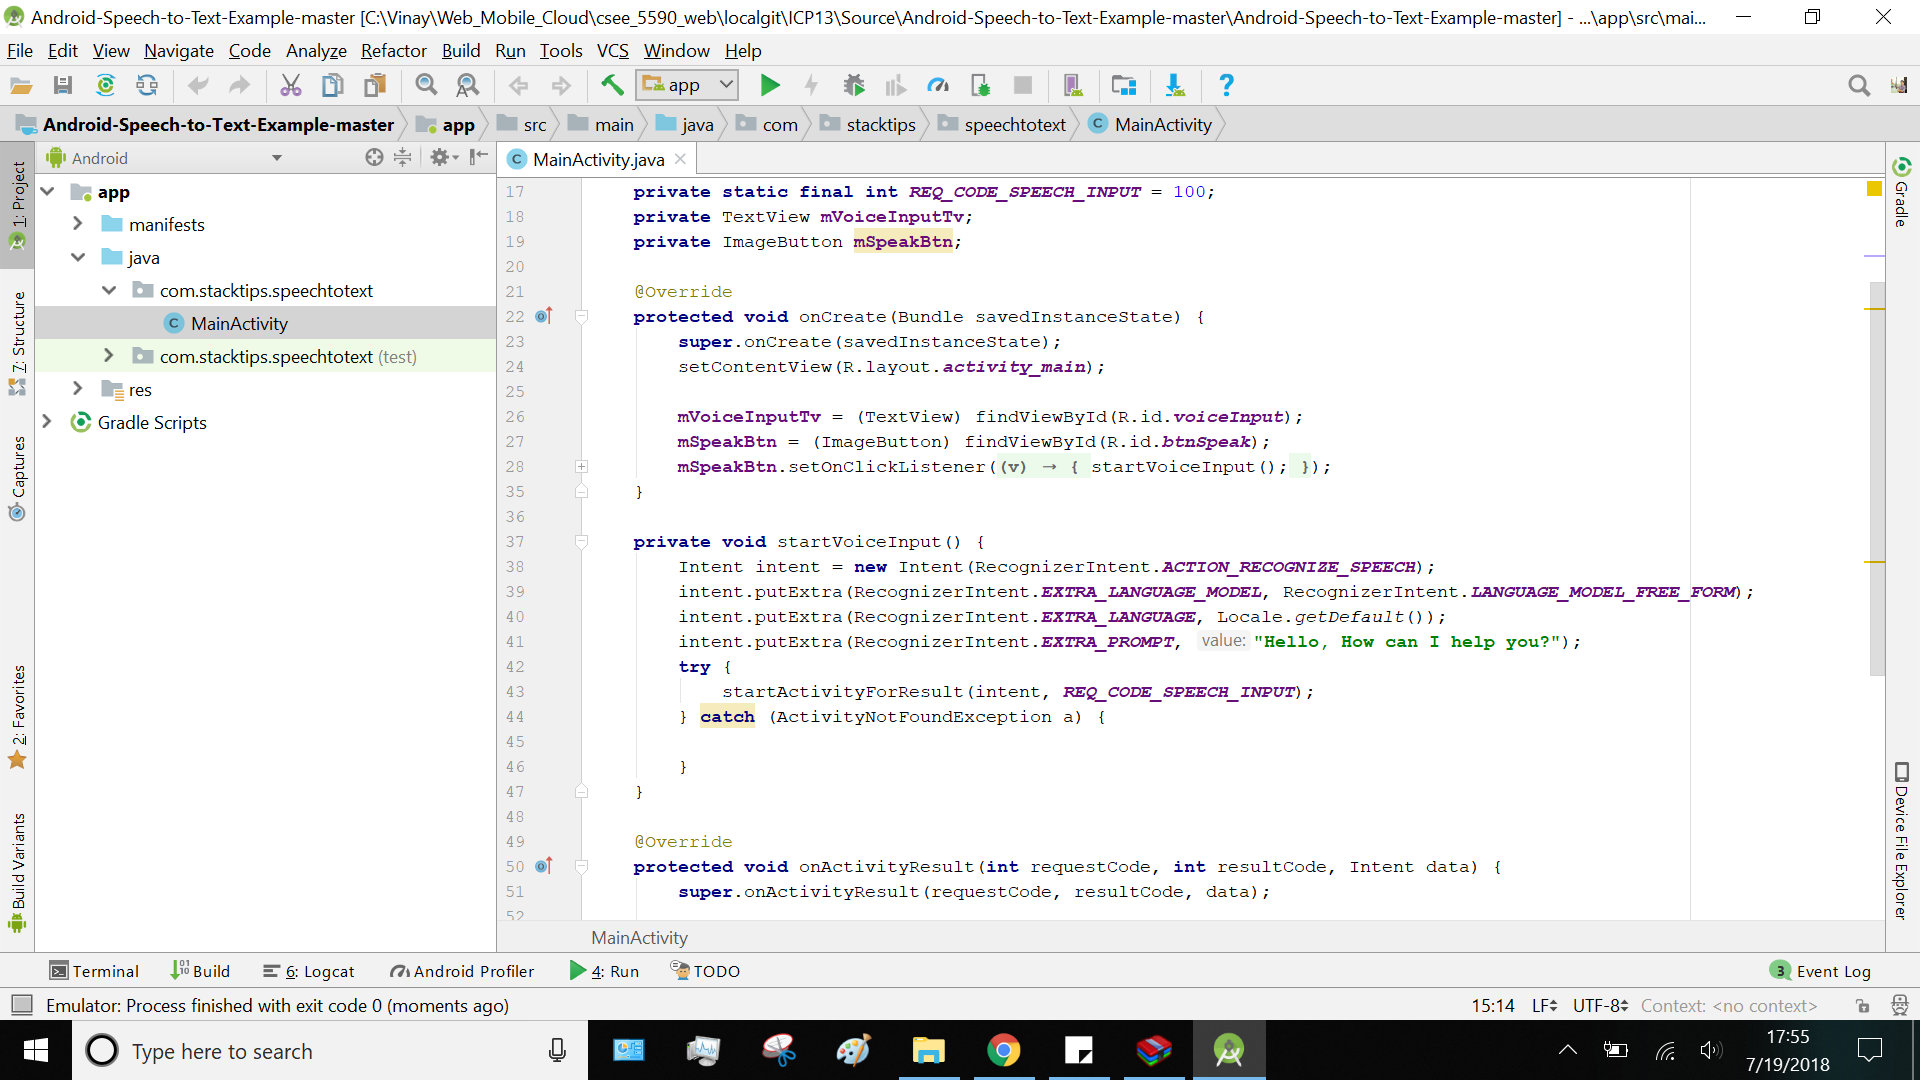 Android-Speech-to-Text-Example-master [C:\Vinay\Web_Mobile_Cloud\csee_5590_web\localgit\ICP13\Source\Android-Speech-to-Text-Example-master\Android-Speech-to-Text-Example-master] - ...\app\src\mai...
File Edit View Navigate Code Analyze Refactor Build Run Tools VCS Window Help
app
Android-Speech-to-Text-Example-master app src main java com stacktips speechtotext MainActivity
Android
MainActivity.java
1: Project
7: Structure
Captures
2: Favorites
Build Variants
app
manifests
java
com.stacktips.speechtotext
MainActivity
com.stacktips.speechtotext (test)
res
Gradle Scripts
17 private static final int REQ_CODE_SPEECH_INPUT = 100;
18 private TextView mVoiceInputTv;
19 private ImageButton mSpeakBtn;
20
21 @Override
22 protected void onCreate(Bundle savedInstanceState) {
23 super.onCreate(savedInstanceState);
24 setContentView(R.layout.activity_main);
25
26 mVoiceInputTv = (TextView) findViewById(R.id.voiceInput);
27 mSpeakBtn = (ImageButton) findViewById(R.id.btnSpeak);
28 mSpeakBtn.setOnClickListener((v) → { startVoiceInput(); });
35 }
36
37 private void startVoiceInput() {
38 Intent intent = new Intent(RecognizerIntent.ACTION_RECOGNIZE_SPEECH);
39 intent.putExtra(RecognizerIntent.EXTRA_LANGUAGE_MODEL, RecognizerIntent.LANGUAGE_MODEL_FREE_FORM);
40 intent.putExtra(RecognizerIntent.EXTRA_LANGUAGE, Locale.getDefault());
41 intent.putExtra(RecognizerIntent.EXTRA_PROMPT, value: "Hello, How can I help you?");
42 try {
43 startActivityForResult(intent, REQ_CODE_SPEECH_INPUT);
44 } catch (ActivityNotFoundException a) {
45
46 }
47 }
48
49 @Override
50 protected void onActivityResult(int requestCode, int resultCode, Intent data) {
51 super.onActivityResult(requestCode, resultCode, data);
52
MainActivity
Gradle
Device File Explorer
Terminal Build 6: Logcat Android Profiler 4: Run TODO 3 Event Log
Emulator: Process finished with exit code 0 (moments ago) 15:14 LF UTF-8 Context: <no context>
Type here to search
17:55
7/19/2018